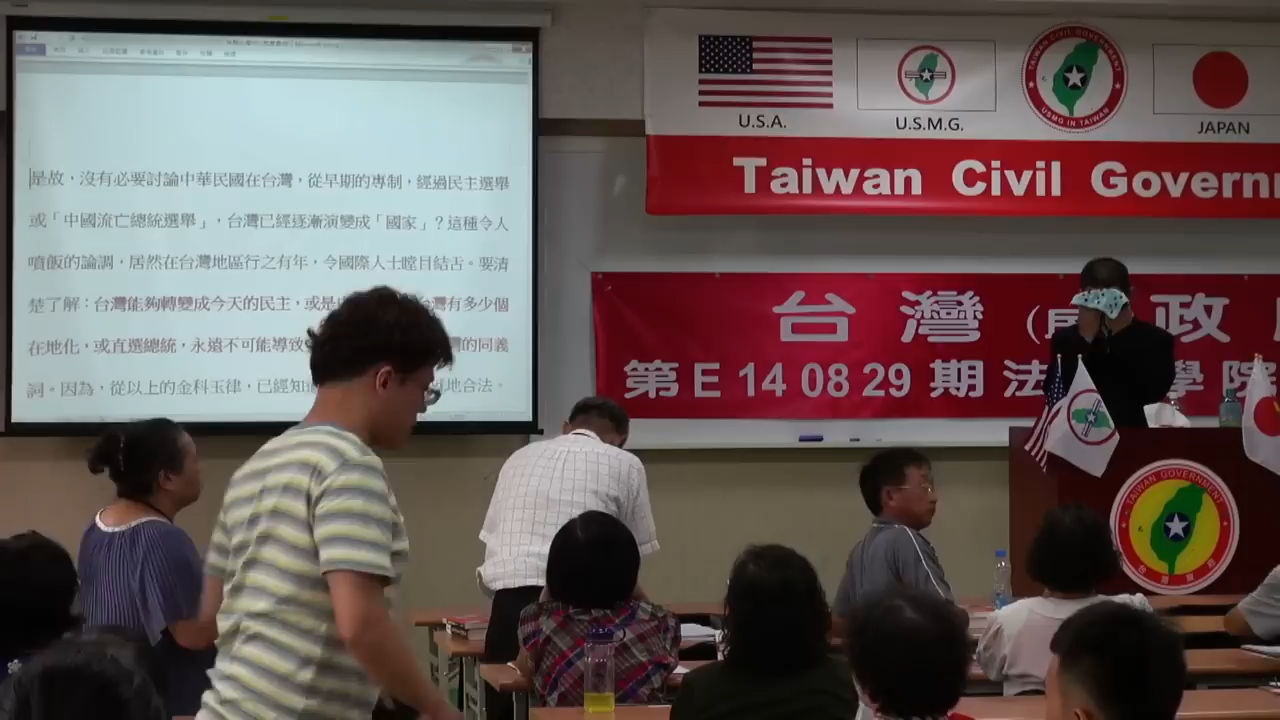 是故，沒有必要討論中華民國在台灣，從早期的專制，經過民主選舉
或「中國流亡總統選舉」，台灣已經逐漸演變成「國家」？這種令人
噴飯的論調，居然在台灣地區行之有年，令國際人士瞠目結舌。要清
楚了解：台灣能夠轉變成今天的民主，或是 台灣有多少個
在地化，或直選總統，永遠不可能導致 的同義
詞。因為，從以上的金科玉律，已經知 地合法。
U.S.A.
U.S.M.G.
TAIWAN CIVIL GOVERNMENT
USMG IN TAIWAN
JAPAN
Taiwan Civil Governm
台灣（民 政
第E 14 08 29 期 法 學院
TAIWAN GOVERNMENT